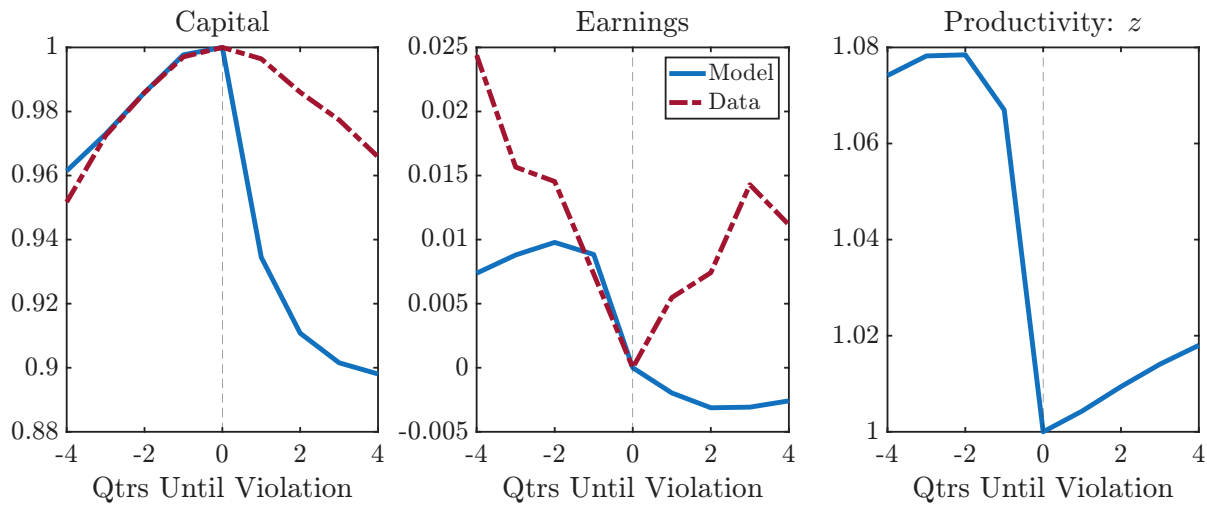 Capital
1
0.98
0.96
0.94
0.92
0.9
0.88
-4 -2 0 2 4
Qtrs Until Violation
Earnings
0.025
0.02
0.015
0.01
0.005
0
-0.005
Model
Data
-4 -2 0 2 4
Qtrs Until Violation
Productivity: z
1.08
1.06
1.04
1.02
1
-4 -2 0 2 4
Qtrs Until Violation